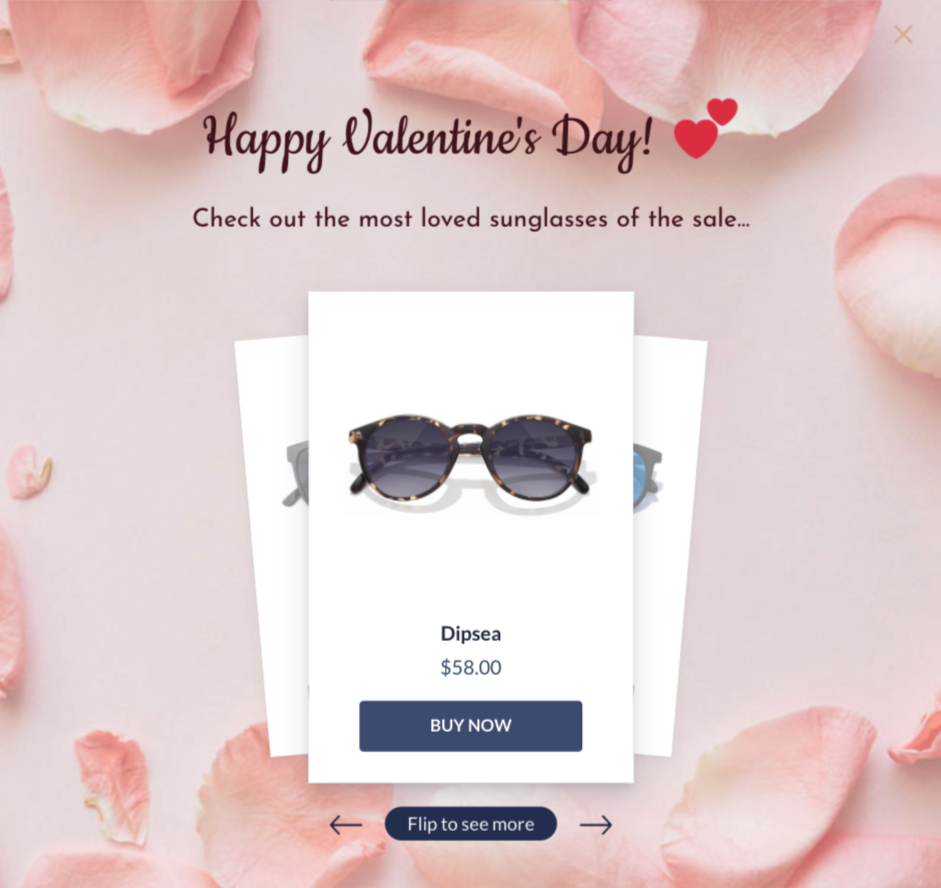 Happy Valentine's Day! 💕
Check out the most loved sunglasses of the sale...
Dipsea
$58.00
BUY NOW
Flip to see more